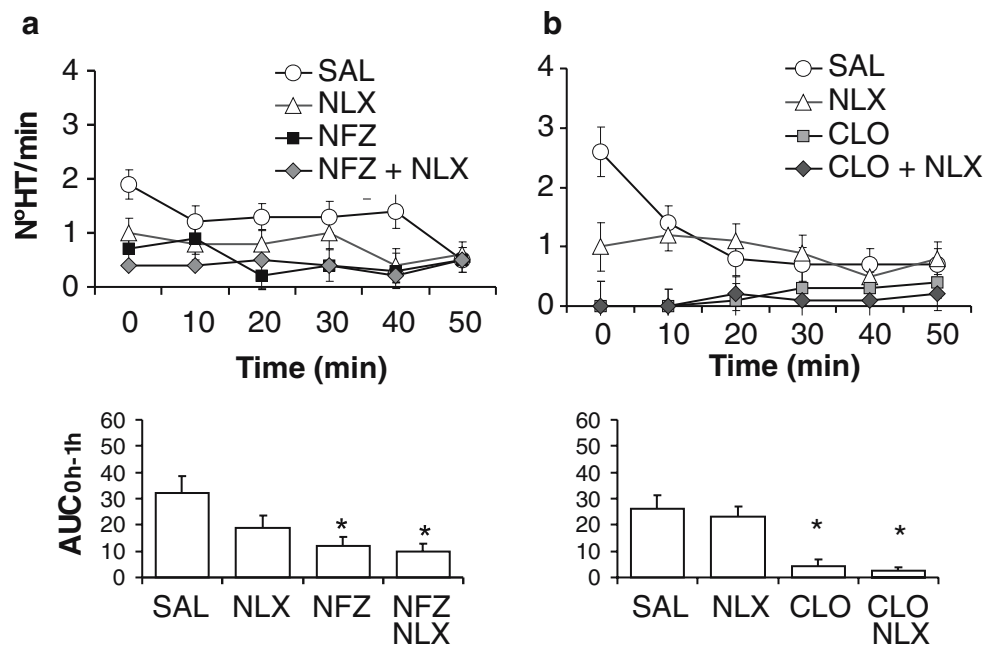 a
4
3
2
1
0
N°HT/min
SAL
NLX
NFZ
NFZ + NLX
0 10 20 30 40 50
Time (min)
60
50
40
30
20
10
0
AUC0h-1h
* *
SAL NLX NFZ NFZ
NLX
b
4
3
2
1
0
SAL
NLX
CLO
CLO + NLX
0 10 20 30 40 50
Time (min)
60
50
40
30
20
10
0
* *
SAL NLX CLO CLO
NLX